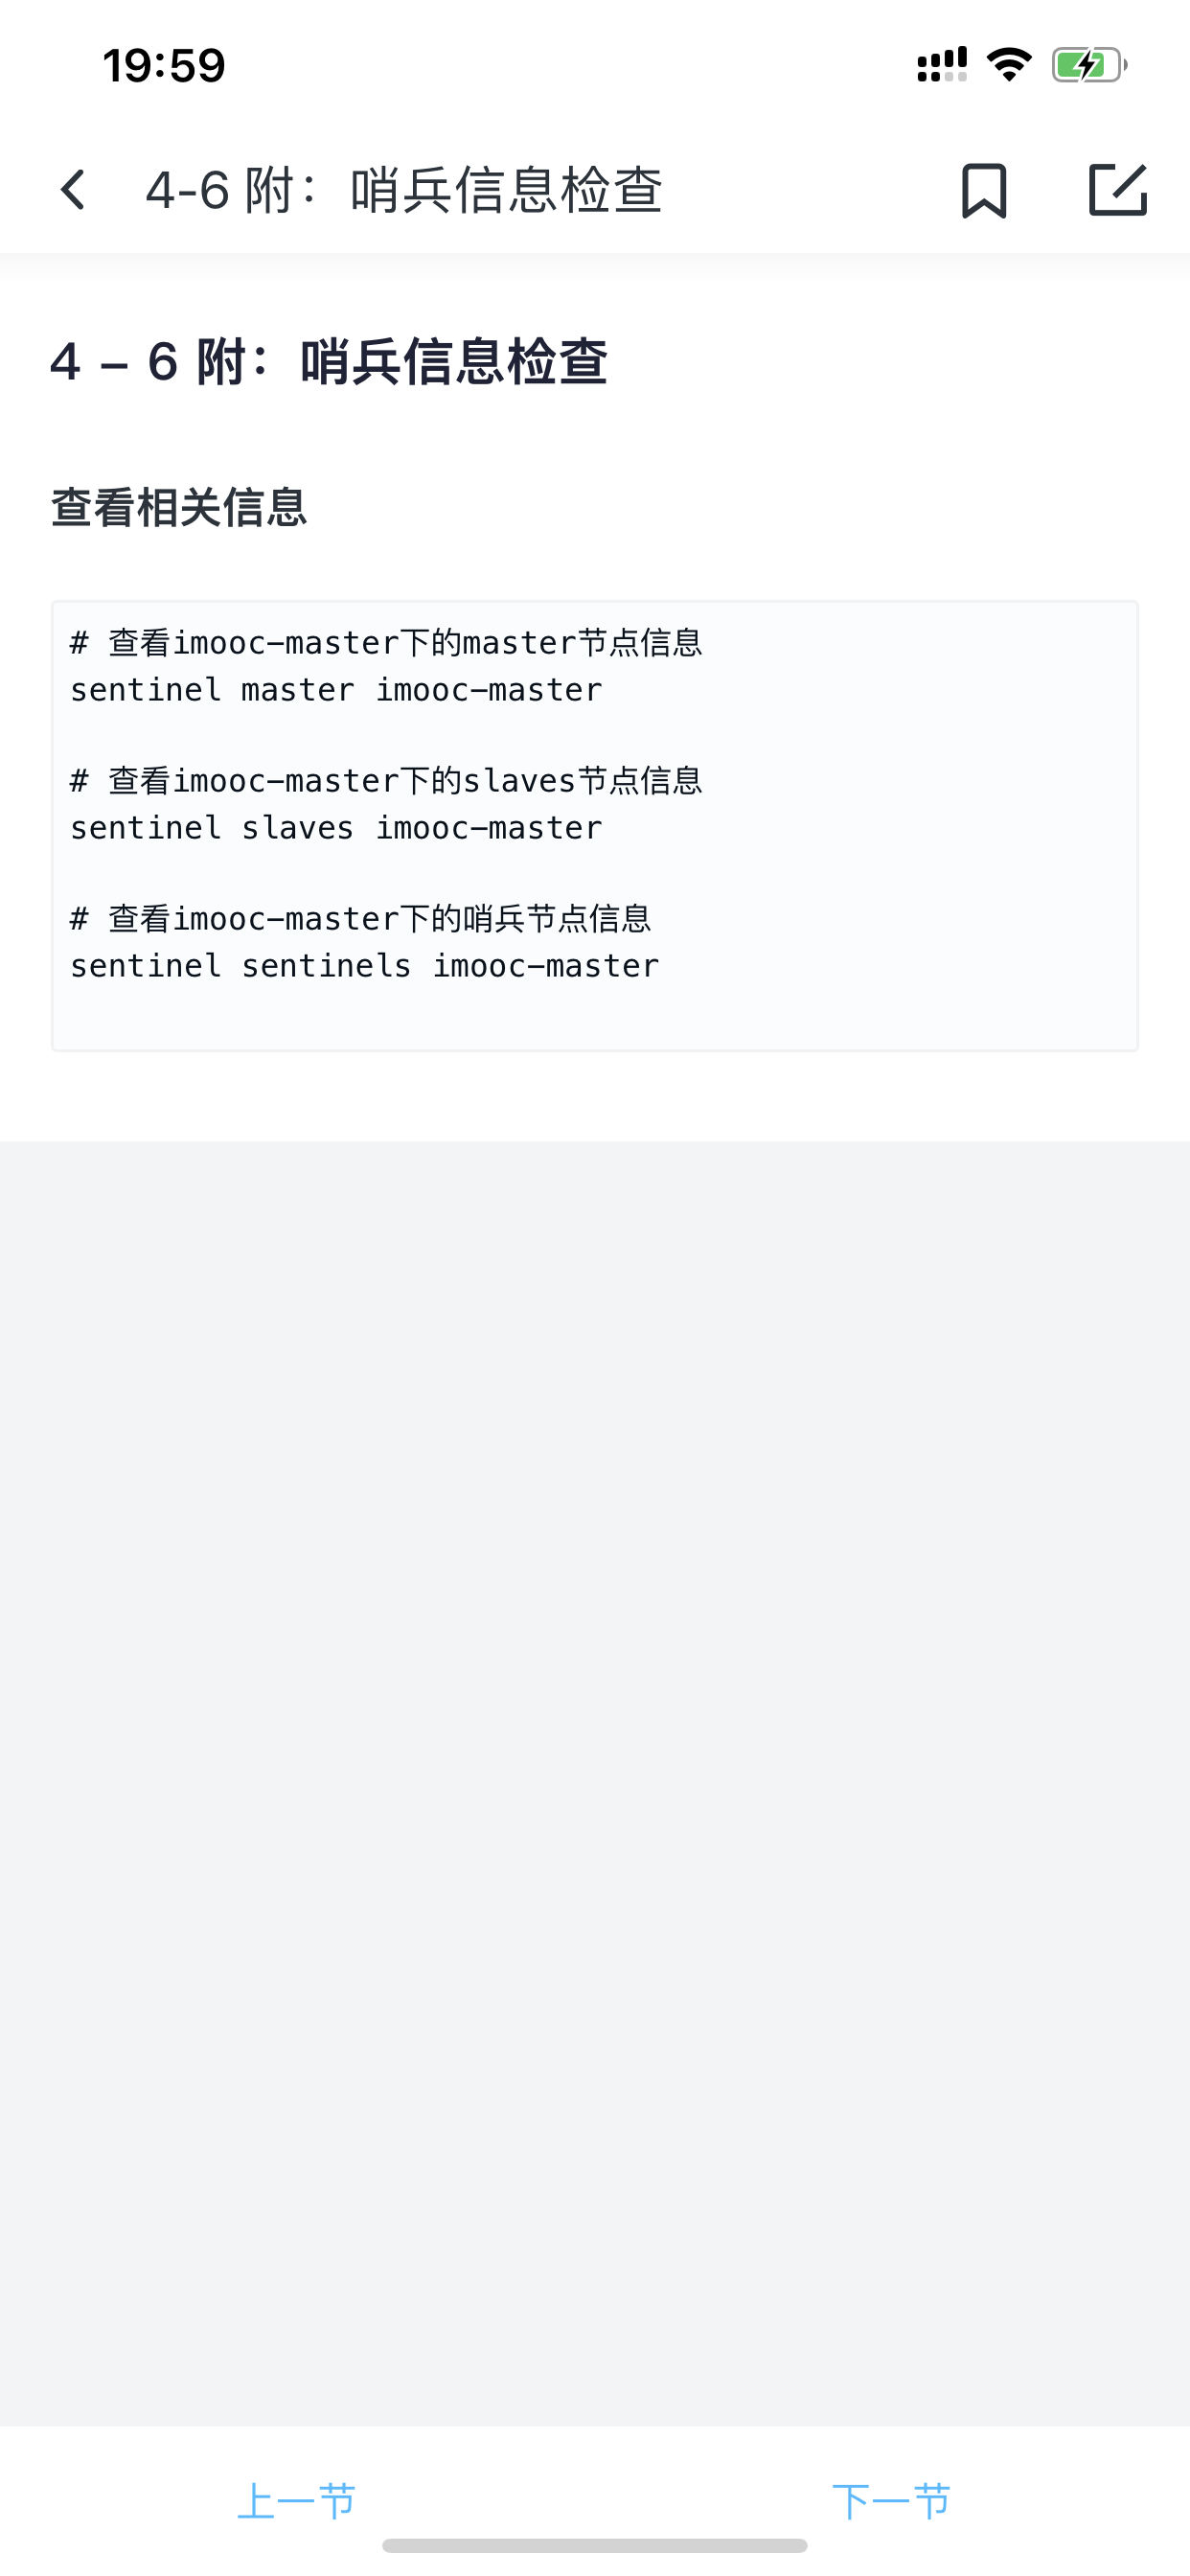 19:59
4-6 附：哨兵信息检查
4 – 6 附：哨兵信息检查
查看相关信息
# 查看imooc-master下的master节点信息
sentinel master imooc-master
# 查看imooc-master下的slaves节点信息
sentinel slaves imooc-master
# 查看imooc-master下的哨兵节点信息
sentinel sentinels imooc-master
上一节
下一节